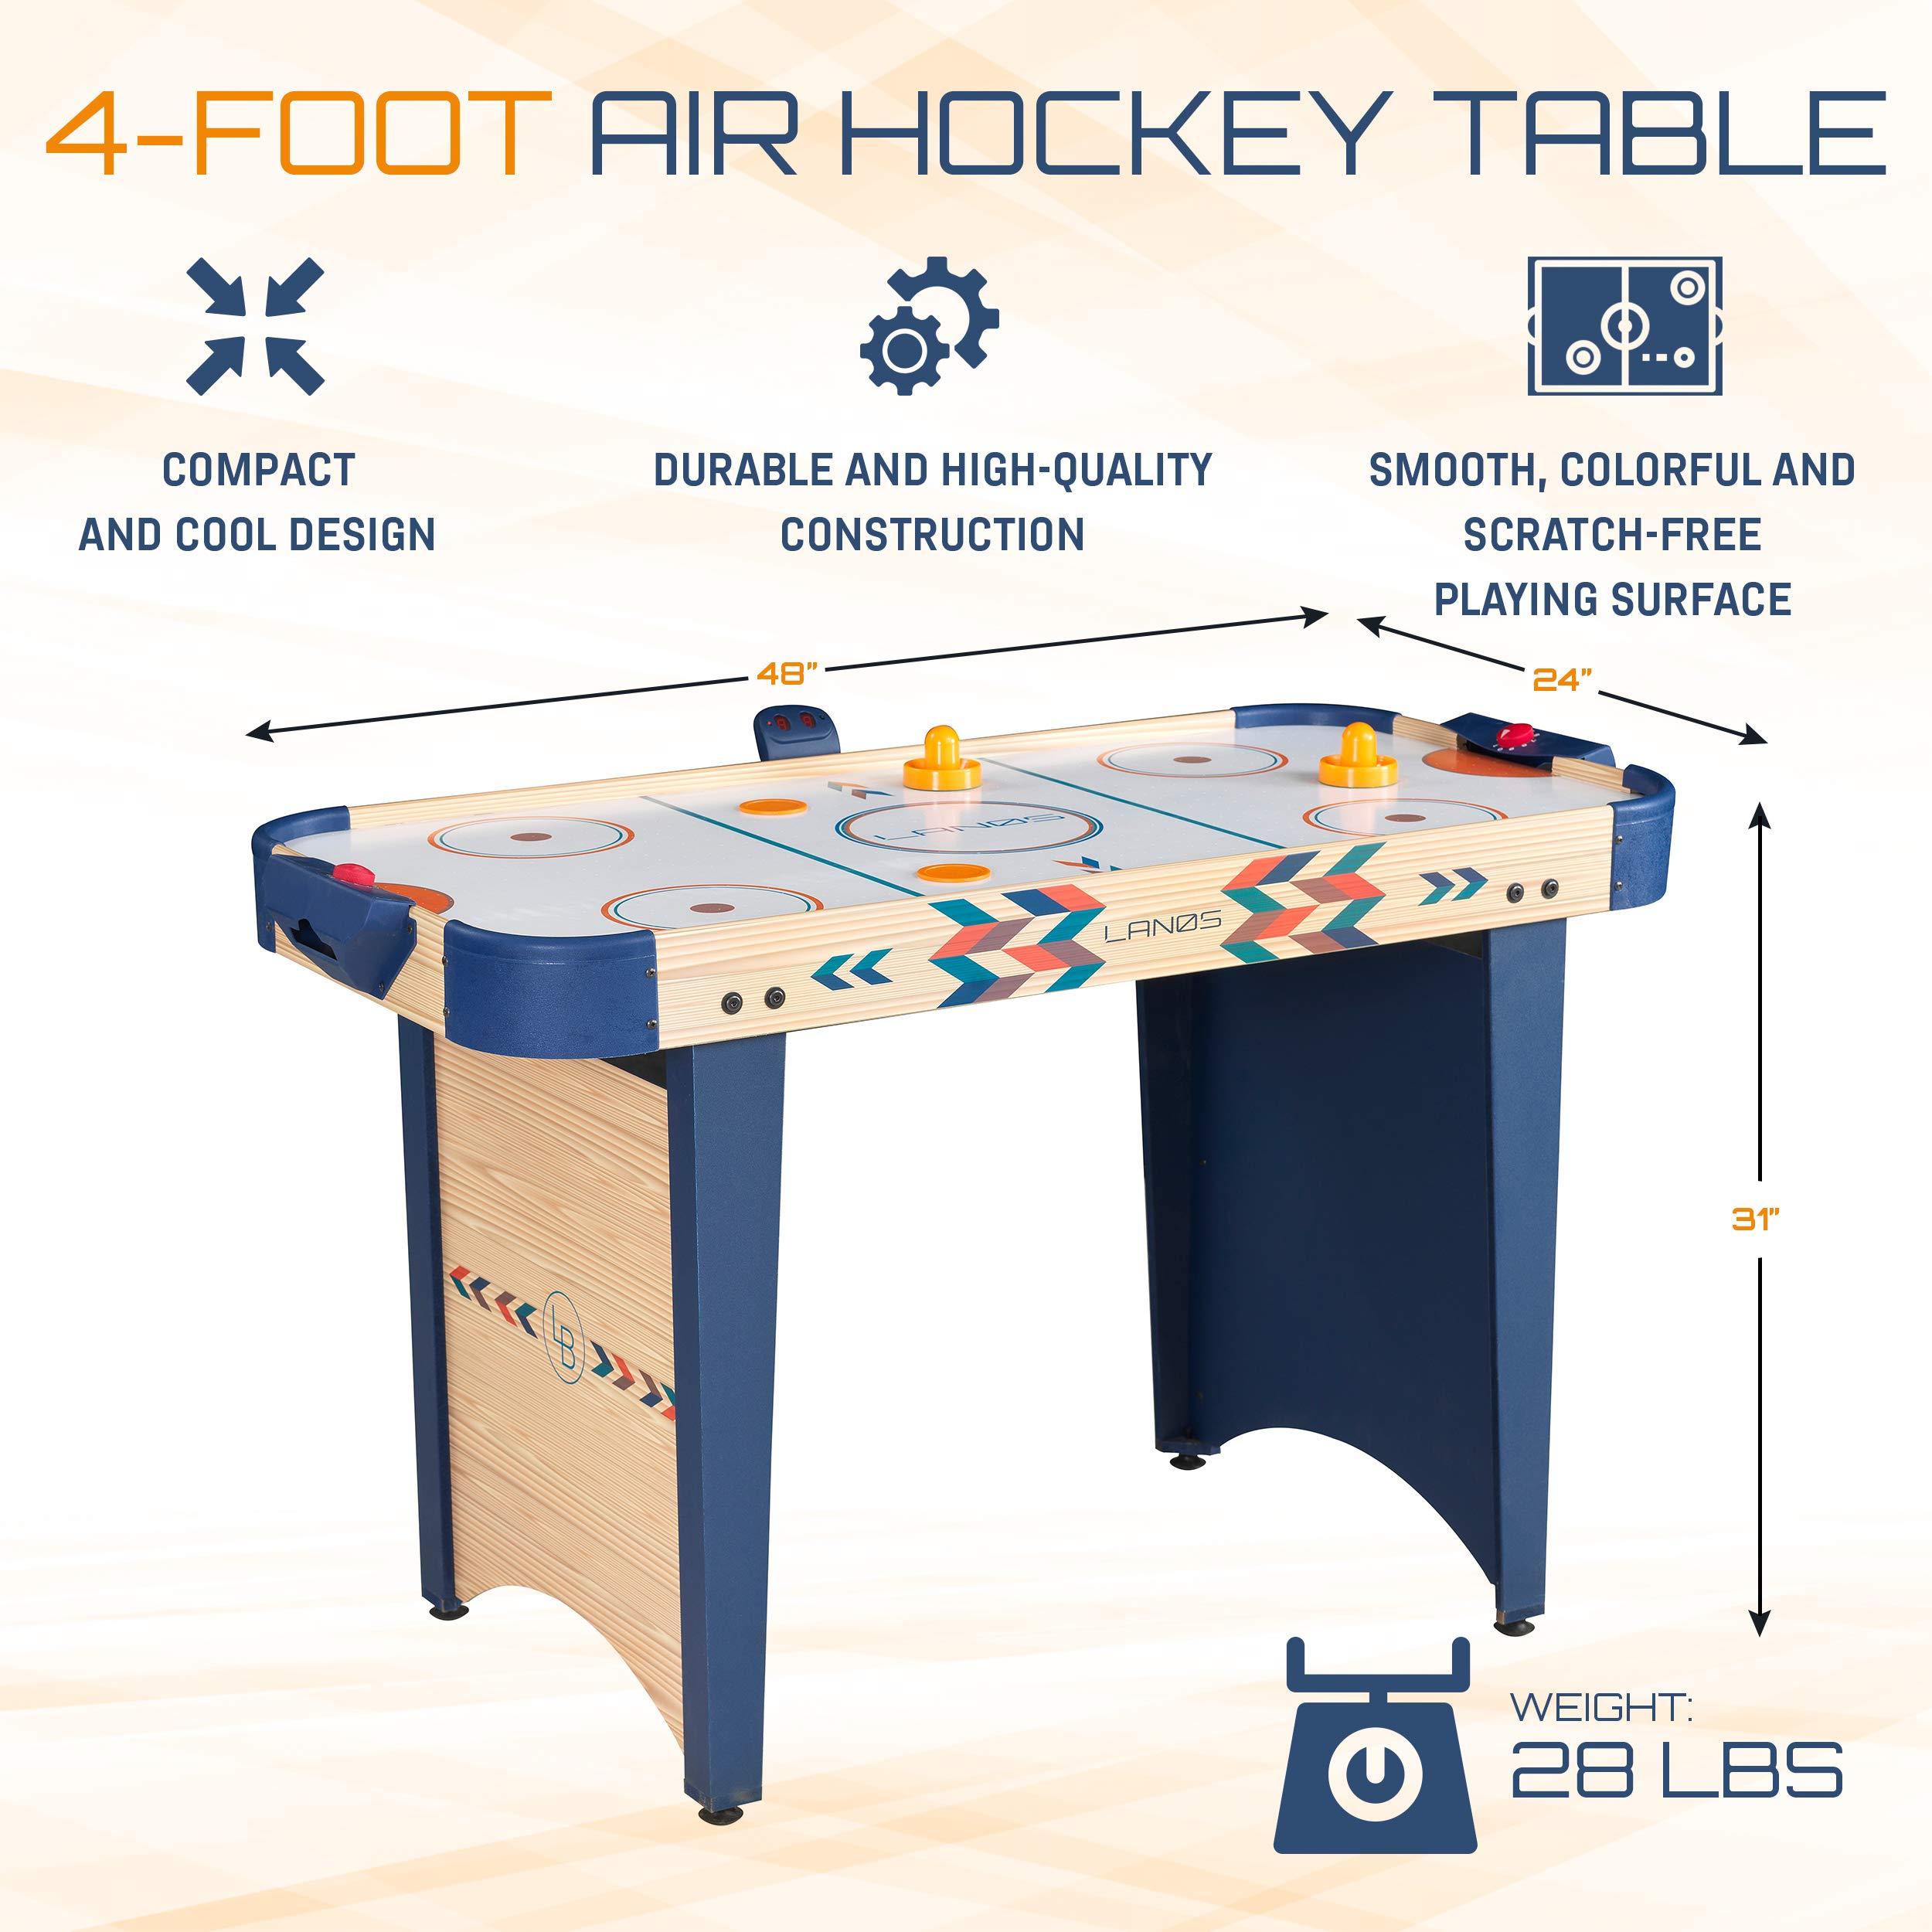 4-FOOT AIR HOCKEY TABLE
COMPACT
AND COOL DESIGN
DURABLE AND HIGH-QUALITY
CONSTRUCTION
SMOOTH, COLORFUL AND
SCRATCH-FREE
PLAYING SURFACE
48”
24”
LANØS
LANØS
31”
LB
WEIGHT:
28 LBS